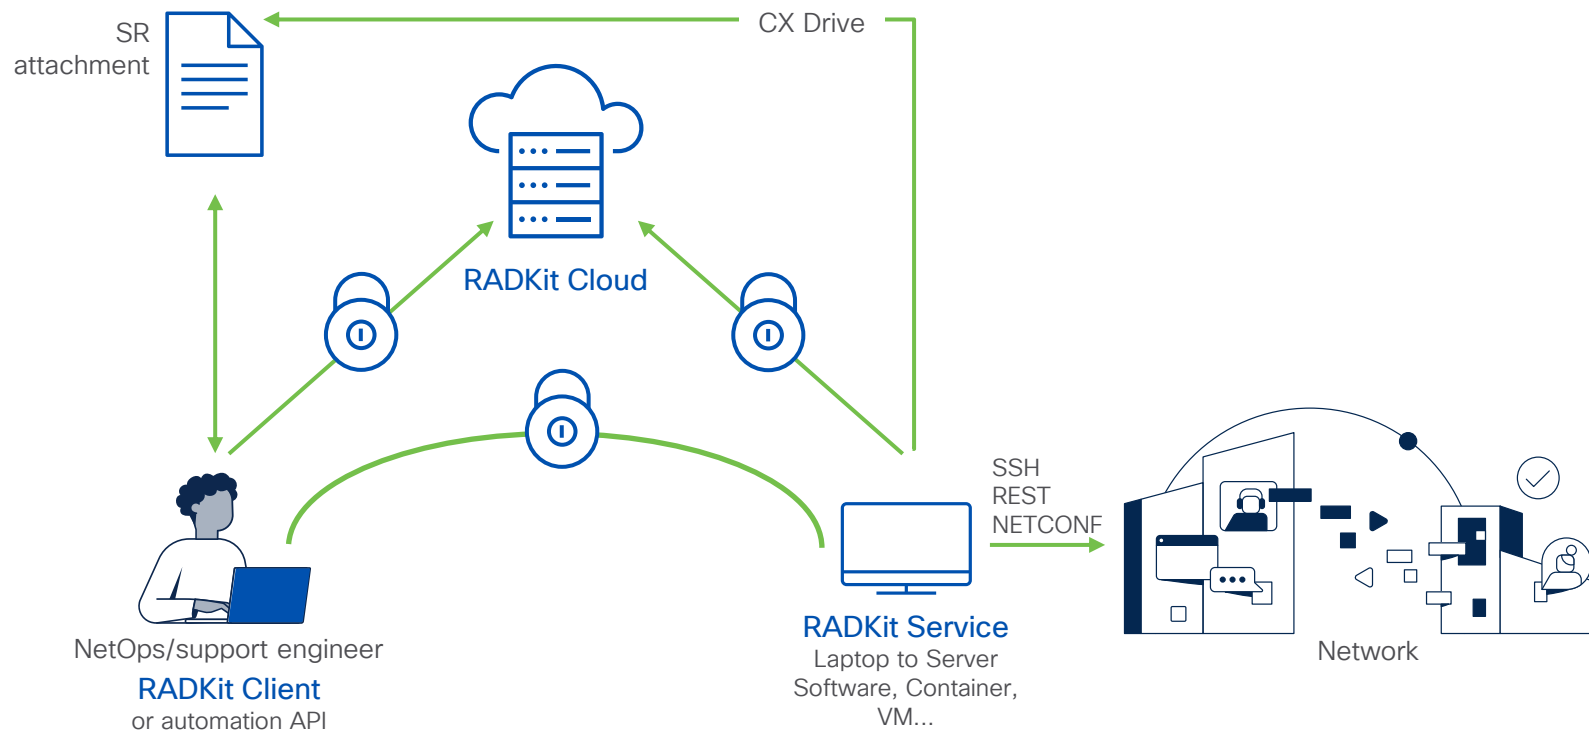 SR
attachment
CX Drive
RADKit Cloud
SSH
REST
NETCONF
NetOps/support engineer
RADKit Client
or automation API
RADKit Service
Laptop to Server
Software, Container,
VM...
Network